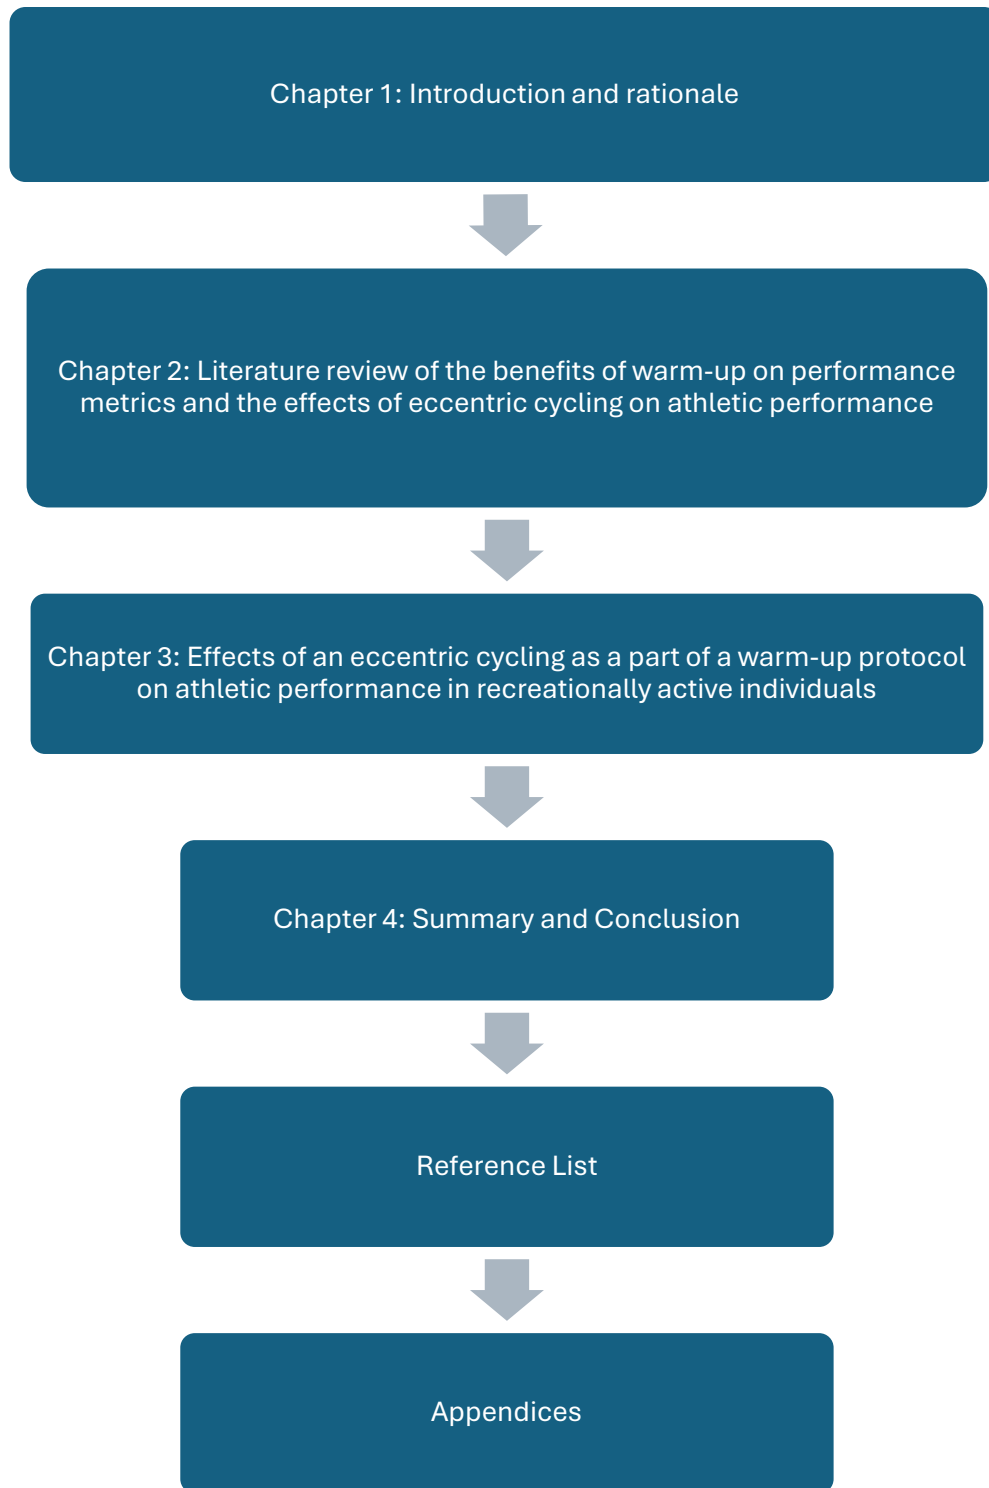 Chapter 1: Introduction and rationale
Chapter 2: Literature review of the benefits of warm-up on performance
metrics and the effects of eccentric cycling on athletic performance
Chapter 3: Effects of an eccentric cycling as a part of a warm-up protocol
on athletic performance in recreationally active individuals
Chapter 4: Summary and Conclusion
Reference List
Appendices